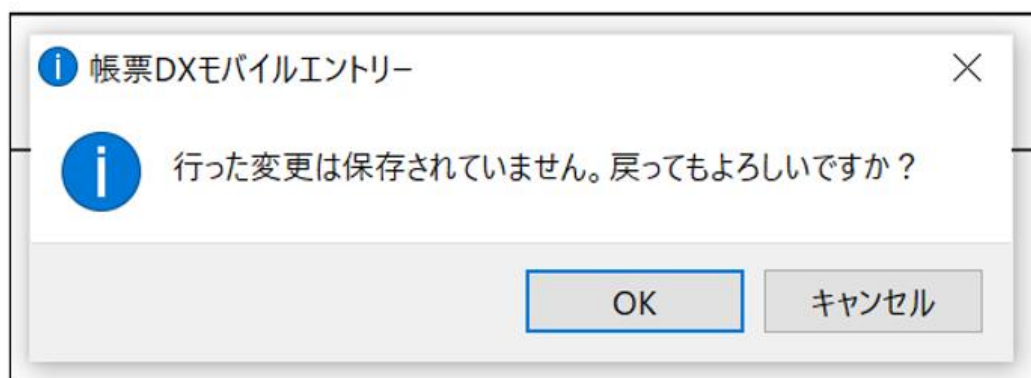 帳票DXモバイルエントリー
行った変更は保存されていません。戻ってもよろしいですか？
OK
キャンセル